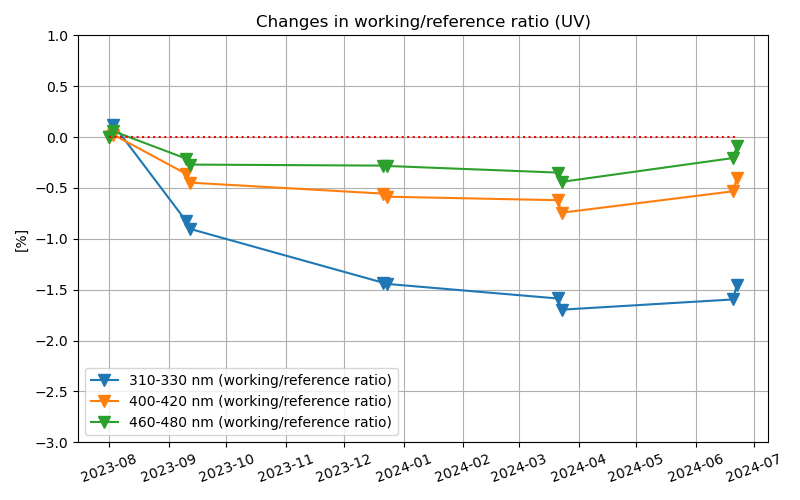 Changes in working/reference ratio (UV)
1.0
0.5
0.0
−0.5
−1.0
−1.5
−2.0
−2.5
−3.0
[%]
310-330 nm (working/reference ratio)
400-420 nm (working/reference ratio)
460-480 nm (working/reference ratio)
2023-08 2023-09 2023-10 2023-11 2023-12 2024-01 2024-02 2024-03 2024-04 2024-05 2024-06 2024-07